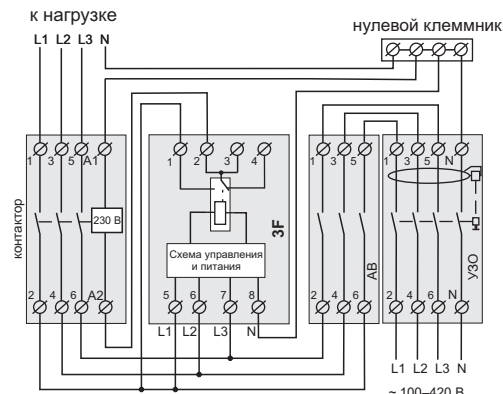 к нагрузке
нулевой клеммник
L1 L2 L3 N
1 3 5 A1
1 2 3 4
1 3 5
1 3 5 N
контактор
230 В
3F
Схема управления
и питания
АВ
УЗО
2 4 6 A2
5 6 7 8
2 4 6
2 4 6 N
L1 L2 L3 N
L1 L2 L3 N
~ 100–420 В